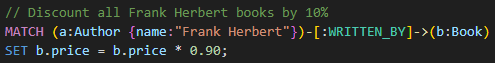 // Discount all Frank Herbert books by 10%
MATCH (a:Author {name:"Frank Herbert"})-[:WRITTEN_BY]->(b:Book)
SET b.price = b.price * 0.90;